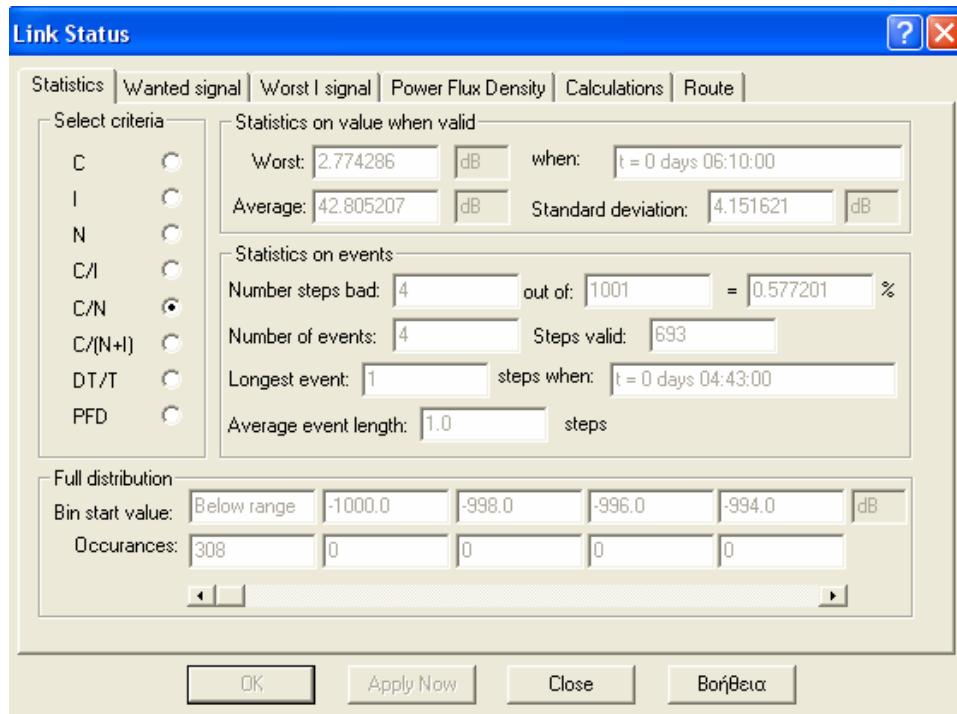 Link Status
Statistics Wanted signal Worst I signal Power Flux Density Calculations Route
Select criteria
C
I
N
C/I
C/N
C/(N+I)
DT/T
PFD
Statistics on value when valid
Worst: 2.774286 dB when: t = 0 days 06:10:00
Average: 42.805207 dB Standard deviation: 4.151621 dB
Statistics on events
Number steps bad: 4 out of: 1001 = 0.577201 %
Number of events: 4 Steps valid: 693
Longest event: 1 steps when: t = 0 days 04:43:00
Average event length: 1.0 steps
Full distribution
Bin start value: Below range -1000.0 -998.0 -996.0 -994.0 dB
Occurances: 308 0 0 0 0
OK Apply Now Close Βοήθεια